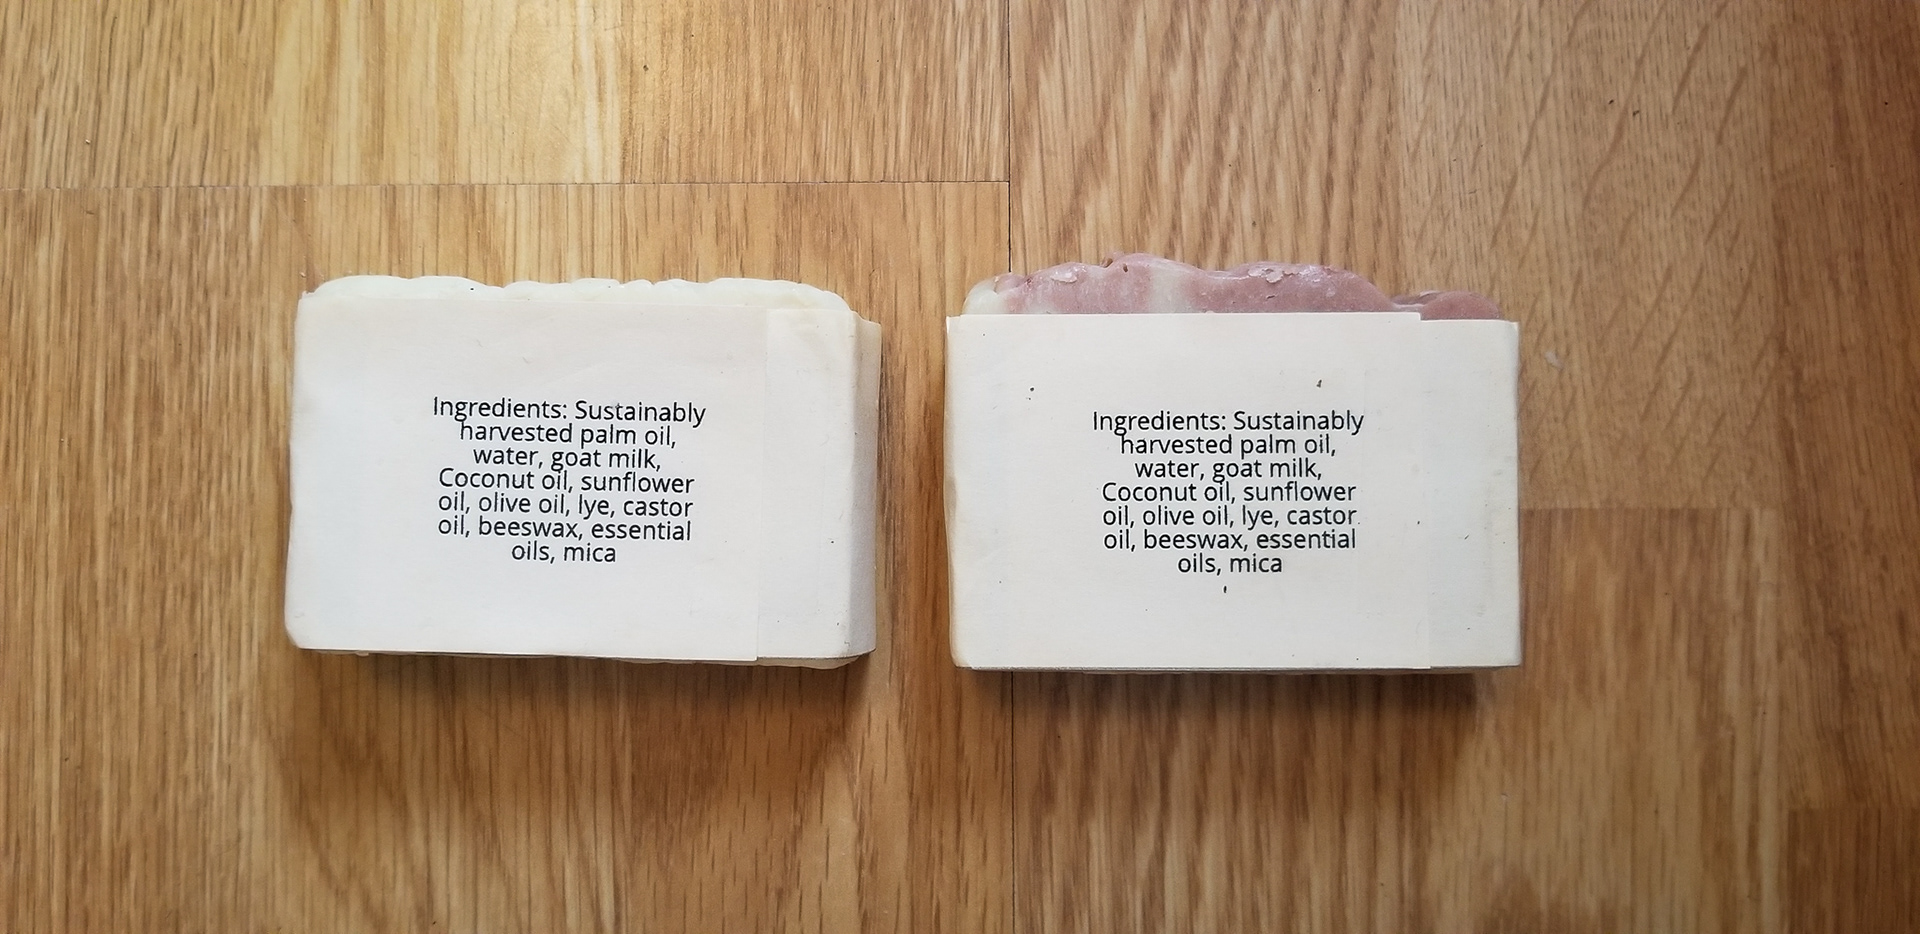 Ingredients: Sustainably
harvested palm oil,
water, goat milk,
Coconut oil, sunflower
oil, olive oil, lye, castor
oil, beeswax, essential
oils, mica
Ingredients: Sustainably
harvested palm oil,
water, goat milk,
Coconut oil, sunflower
oil, olive oil, lye, castor
oil, beeswax, essential
oils, mica